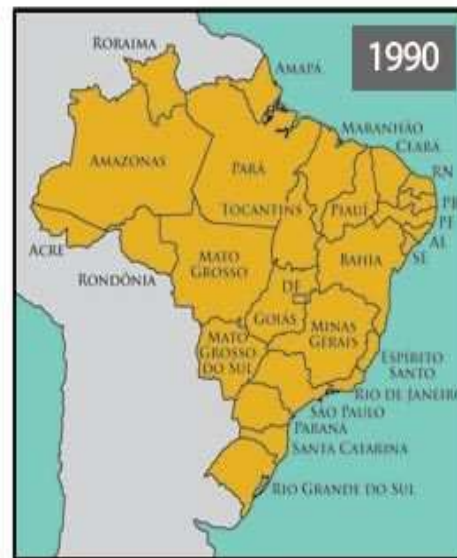 1990
RORAIMA
AMAPÁ
MARANHÃO
CEARÁ
RN
AMAZONAS
PARÁ
TOCANTINS
PIAUÍ
PB
PE
AL
SE
ACRE
RONDÔNIA
MATO
GROSSO
BAHIA
DF
GOIÁS
MINAS
GERAIS
MATO
GROSSO
DO SUL
ESPÍRITO
SANTO
RIO DE JANEIRO
SÃO PAULO
PARANÁ
SANTA CATARINA
RIO GRANDE DO SUL